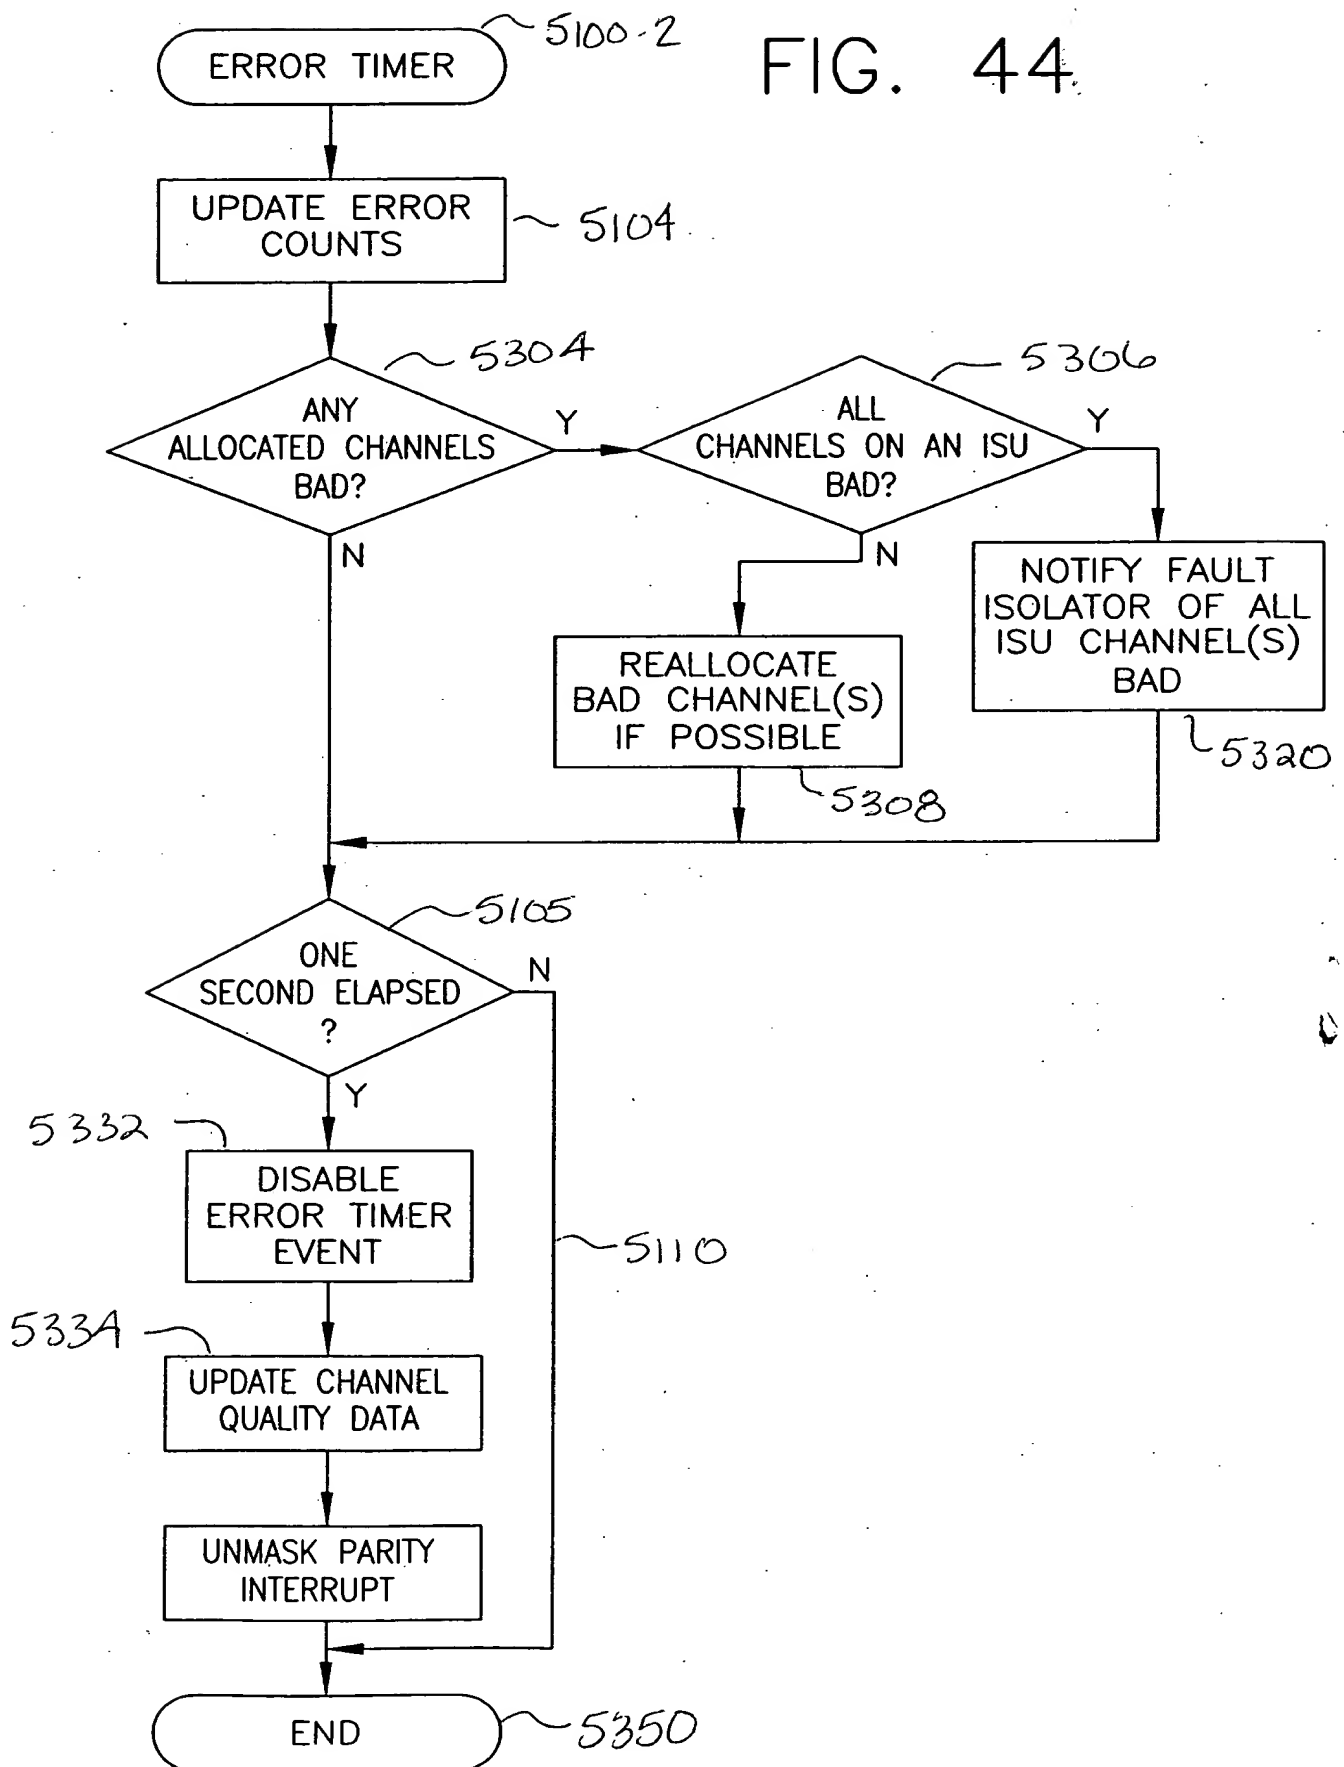 5100-2
ERROR TIMER
FIG. 44
UPDATE ERROR
COUNTS
5104
5304
5306
ANY
ALLOCATED CHANNELS
BAD?
Y
N
ALL
CHANNELS ON AN ISU
BAD?
Y
N
NOTIFY FAULT
ISOLATOR OF ALL
ISU CHANNEL(S)
BAD
5320
REALLOCATE
BAD CHANNEL(S)
IF POSSIBLE
5308
5105
ONE
SECOND ELAPSED
?
N
Y
5332
DISABLE
ERROR TIMER
EVENT
5110
5334
UPDATE CHANNEL
QUALITY DATA
UNMASK PARITY
INTERRUPT
END
5350